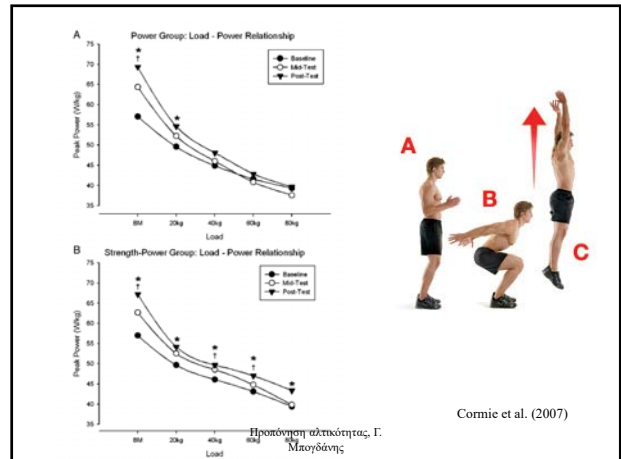 A
Power Group: Load - Power Relationship
*
†
*
Baseline
Mid-Test
Post-Test
Peak Power (W/kg)
75
70
65
60
55
50
45
40
35
BM
20kg
40kg
60kg
80kg
Load
B
Strength-Power Group: Load - Power Relationship
*
†
*
*
†
*
†
*
Baseline
Mid-Test
Post-Test
Peak Power (W/kg)
75
70
65
60
55
50
45
40
35
BM
20kg
40kg
60kg
80kg
Load
A
B
C
Cormie et al. (2007)
Προπόνηση αλτικότητας, Γ.
Μπογδάνης